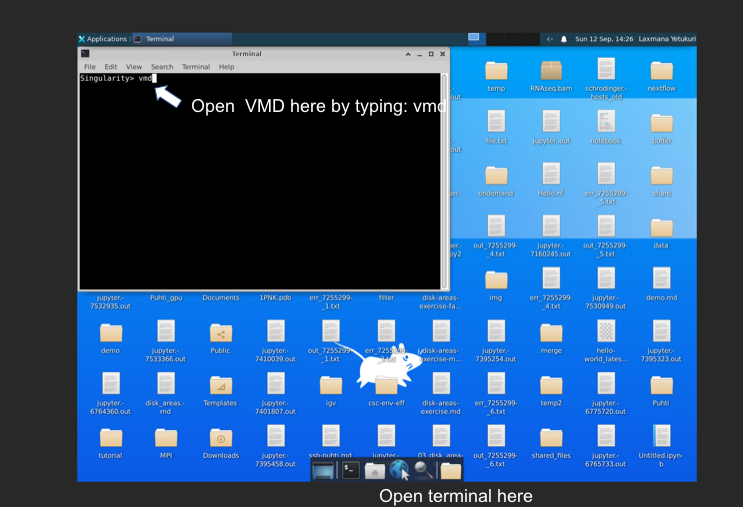 Applications : Terminal Sun 12 Sep, 14:26 Laxmana Yetukuri
Terminal
File Edit View Search Terminal Help
Singularity> vmd
Open VMD here by typing: vmd
temp RNAseq.bam schrodinger.- nextflow
hosts_old
out
file.txt jupyter.out notebook buffer
out
ondemand Hello.nf err_7255299- share
_5.txt
out_7255299- jupyter.- out_7255299- data
_4.txt 7160245.out _5.txt
py2
jupyter.- Puhti_gpu Documents 1PNK.pdb err_7255299- filter disk-areas- img err_7255299- jupyter.- demo.md
7532935.out _1.txt exercise-fa... _4.txt 7530949.out
demo jupyter.- Public jupyter.- out_7255299- err_7255299- disk-areas- jupyter.- merge hello- jupyter.-
7533366.out 7410039.out _1.txt exercise-m... 7395254.out world_lates... 7395323.out
jupyter.- disk_areas.- Templates jupyter.- igv csc-env-eff disk-areas- err_7255299- temp2 jupyter.- Puhti
6764360.out md 7401807.out exercise.md _6.txt 6775720.out
tutorial MPI Downloads jupyter.- ssh-puhti.md jupyter.- 03_disk_area- out_7255299- shared_files jupyter.- Untitled.ipyn-
7395458.out _6.txt 6765733.out b
Open terminal here